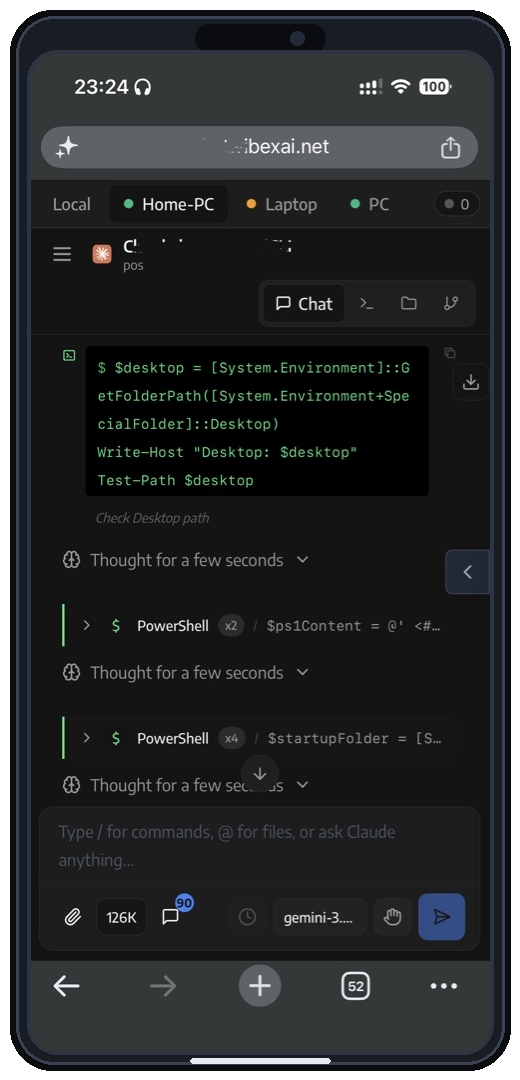 23:24
100
ibexai.net
Local
Home-PC
Laptop
PC
0
pos
Chat
$ $desktop = [System.Environment]::G
etFolderPath([System.Environment+Spe
cialFolder]::Desktop)
Write-Host "Desktop: $desktop"
Test-Path $desktop
Check Desktop path
Thought for a few seconds
$ PowerShell x2 / $ps1Content = @' <#…
Thought for a few seconds
$ PowerShell x4 / $startupFolder = [S…
Thought for a few seconds
Type / for commands, @ for files, or ask Claude
anything...
126K
90
gemini-3....
52